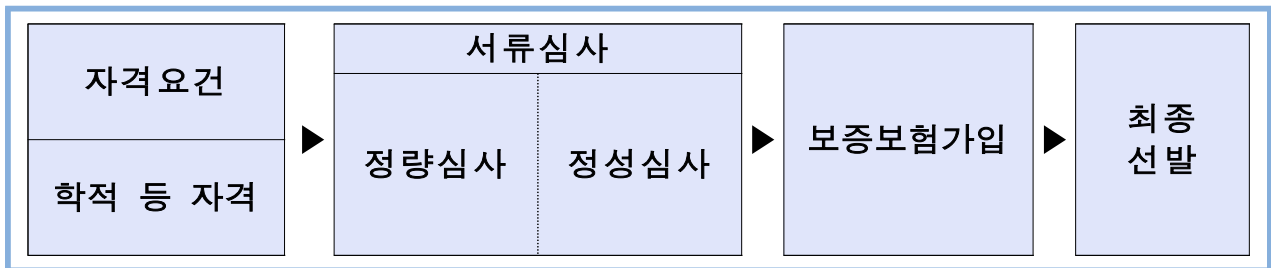 자격요건
학적 등 자격
서류심사
정량심사
정성심사
보증보험가입
최종
선발